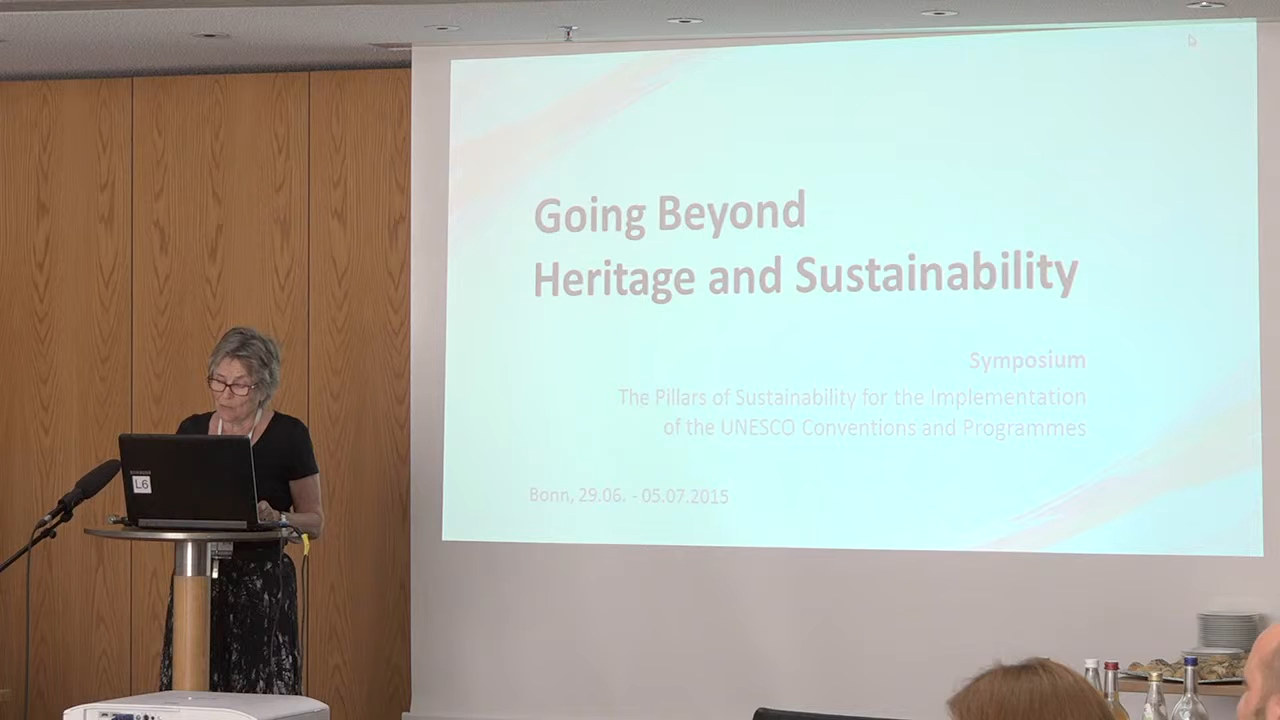 Going Beyond
Heritage and Sustainability
Symposium
The Pillars of Sustainability for the Implementation
of the UNESCO Conventions and Programmes
Bonn, 29.06. - 05.07.2015
L6